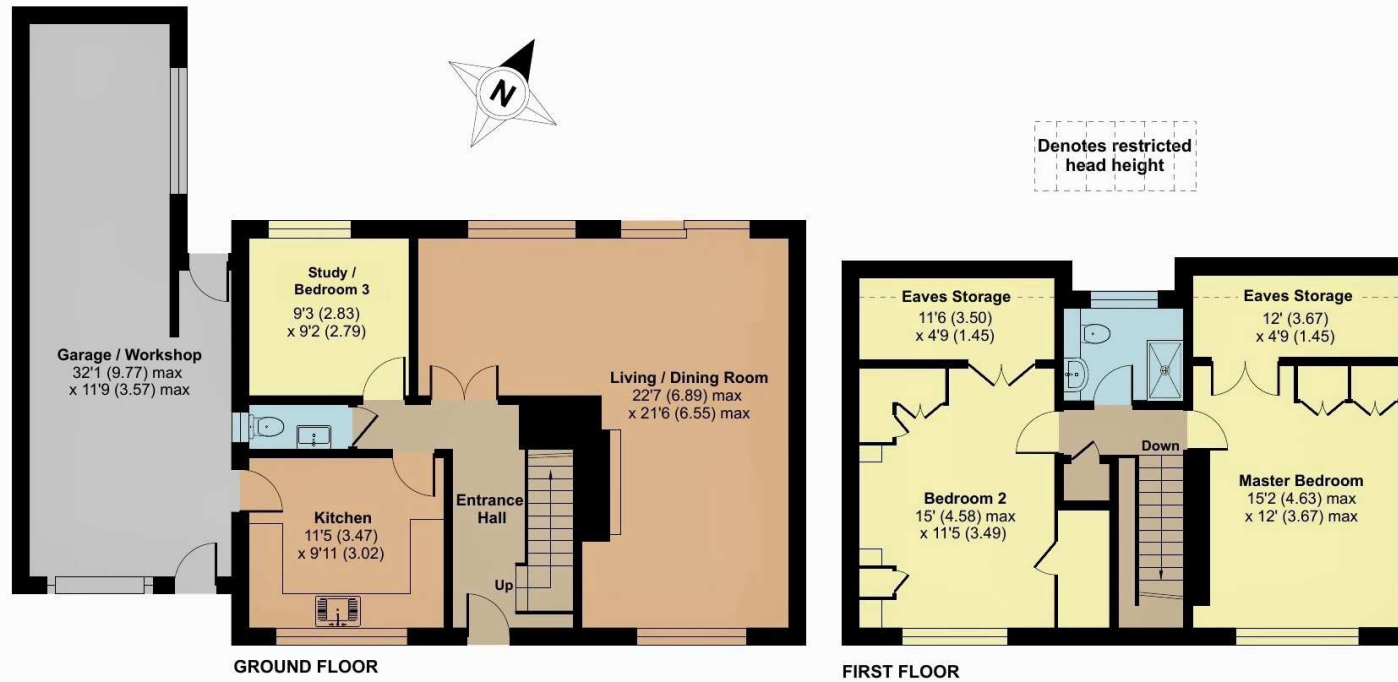 N
Denotes restricted
head height
Study /
Bedroom 3
9'3 (2.83)
x 9'2 (2.79)
Garage / Workshop
32'1 (9.77) max
x 11'9 (3.57) max
Living / Dining Room
22'7 (6.89) max
x 21'6 (6.55) max
Kitchen
11'5 (3.47)
x 9'11 (3.02)
Entrance
Hall
Up
GROUND FLOOR
Eaves Storage
11'6 (3.50)
x 4'9 (1.45)
Eaves Storage
12' (3.67)
x 4'9 (1.45)
Down
Bedroom 2
15' (4.58) max
x 11'5 (3.49)
Master Bedroom
15'2 (4.63) max
x 12' (3.67) max
FIRST FLOOR